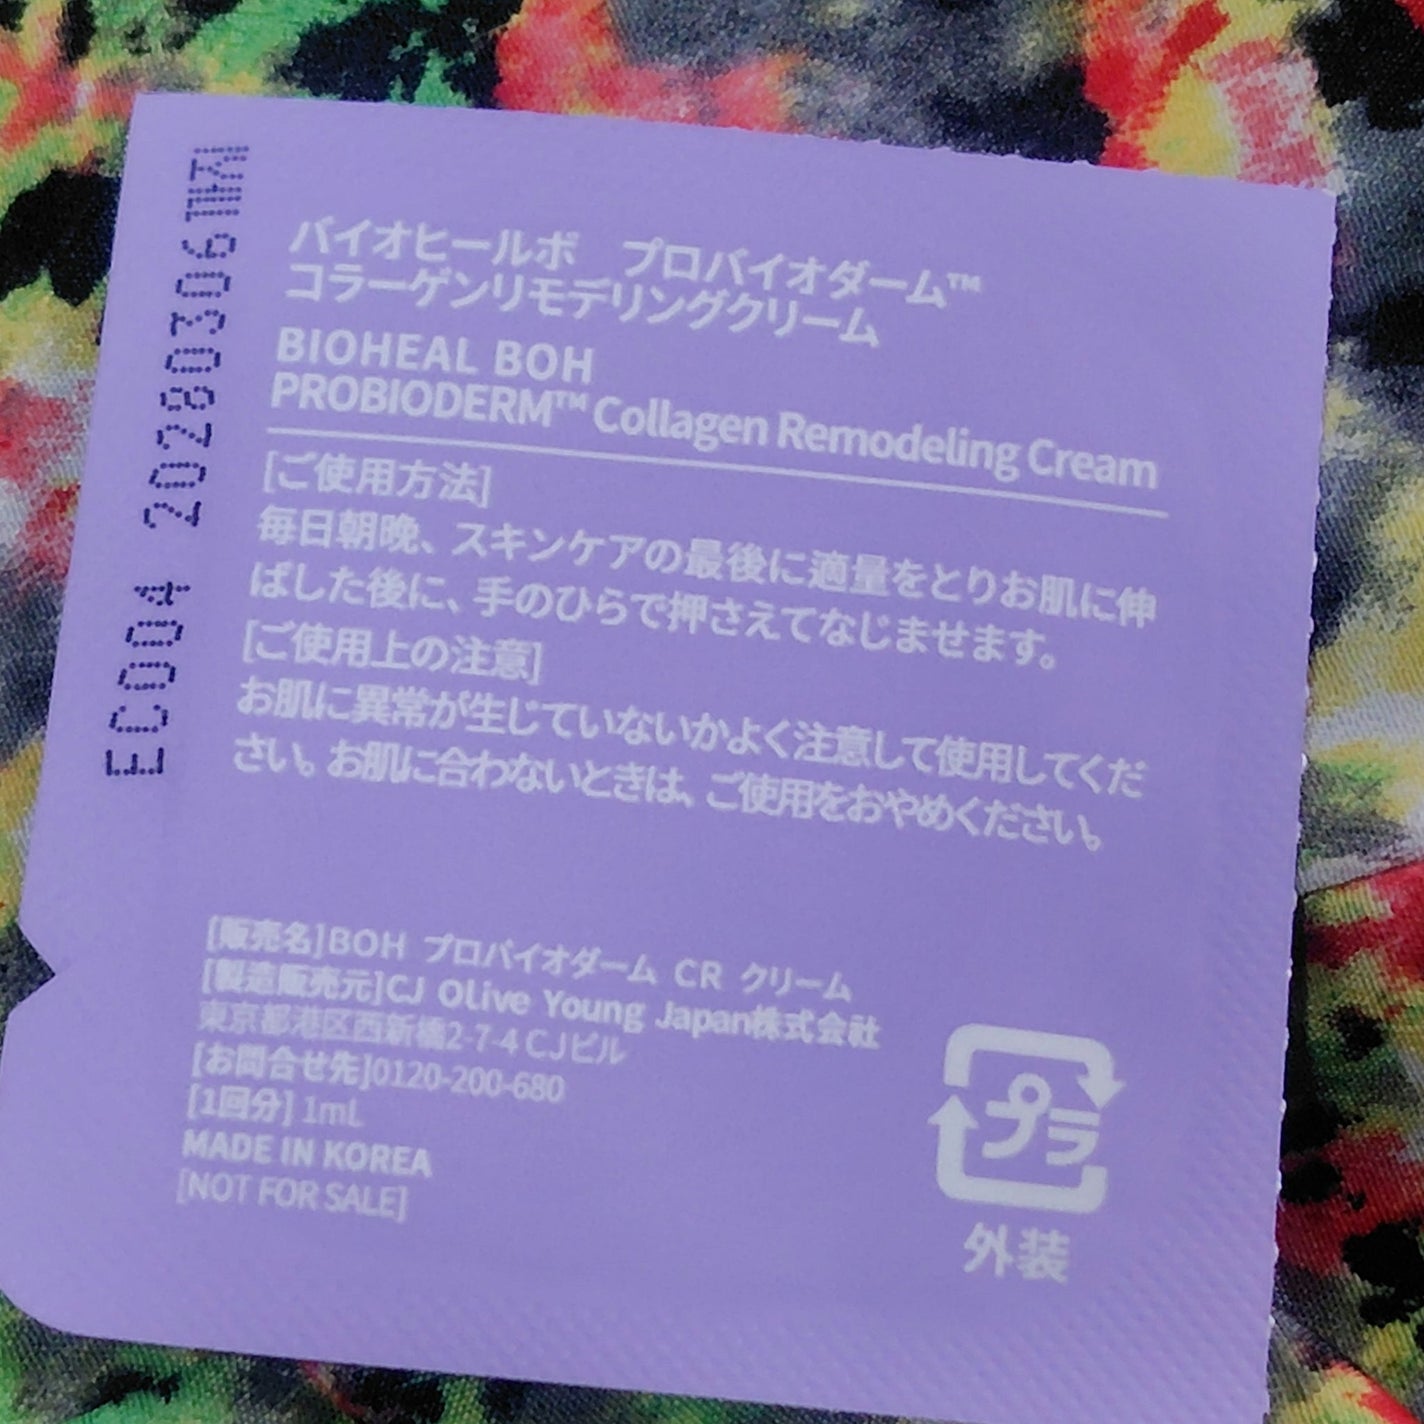 EC004 20280306까지
バイオヒールボ プロバイオダーム™
コラーゲンリモデリングクリーム
BIOHEAL BOH
PROBIODERM™ Collagen Remodeling Cream
[ご使用方法]
毎日朝晩、スキンケアの最後に適量をとりお肌に伸
ばした後に、手のひらで押さえてなじませます。
[ご使用上の注意]
お肌に異常が生じていないかよく注意して使用してくだ
さい。お肌に合わないときは、ご使用をおやめください。
[販売名]BOH プロバイオダーム CR クリーム
[製造販売元]CJ Olive Young Japan株式会社
東京都港区西新橋2-7-4 CJビル
[お問合せ先]0120-200-680
[1回分] 1mL
MADE IN KOREA
[NOT FOR SALE]
プラ
外装